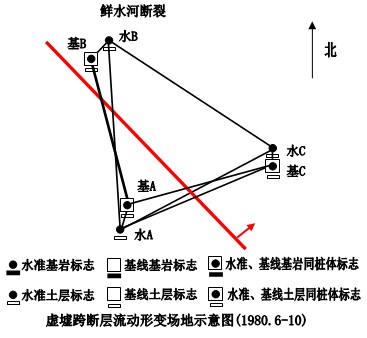 鲜水河断裂
基B
水B
北
水C
基C
基A
水A
水准基岩标志 基线基岩标志 水准、基线基岩同桩体标志
水准土层标志 基线土层标志 水准、基线土层同桩体标志
虚墟跨断层流动形变场地示意图(1980.6-10)